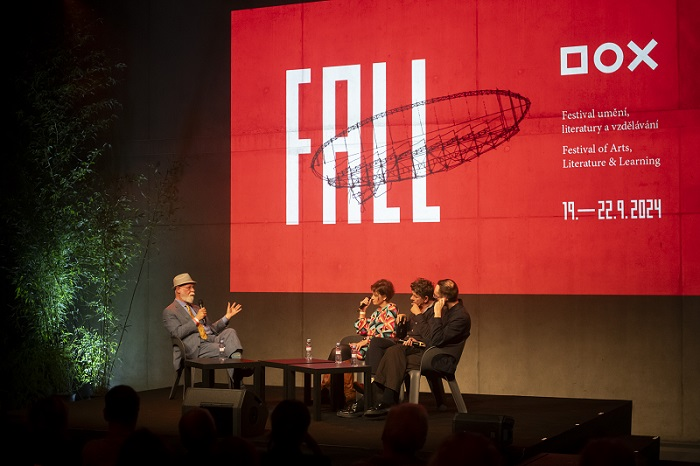 FALL
DOX
Festival umění,
literatury a vzdělávání
Festival of Arts,
Literature & Learning
19.—22.9.2024